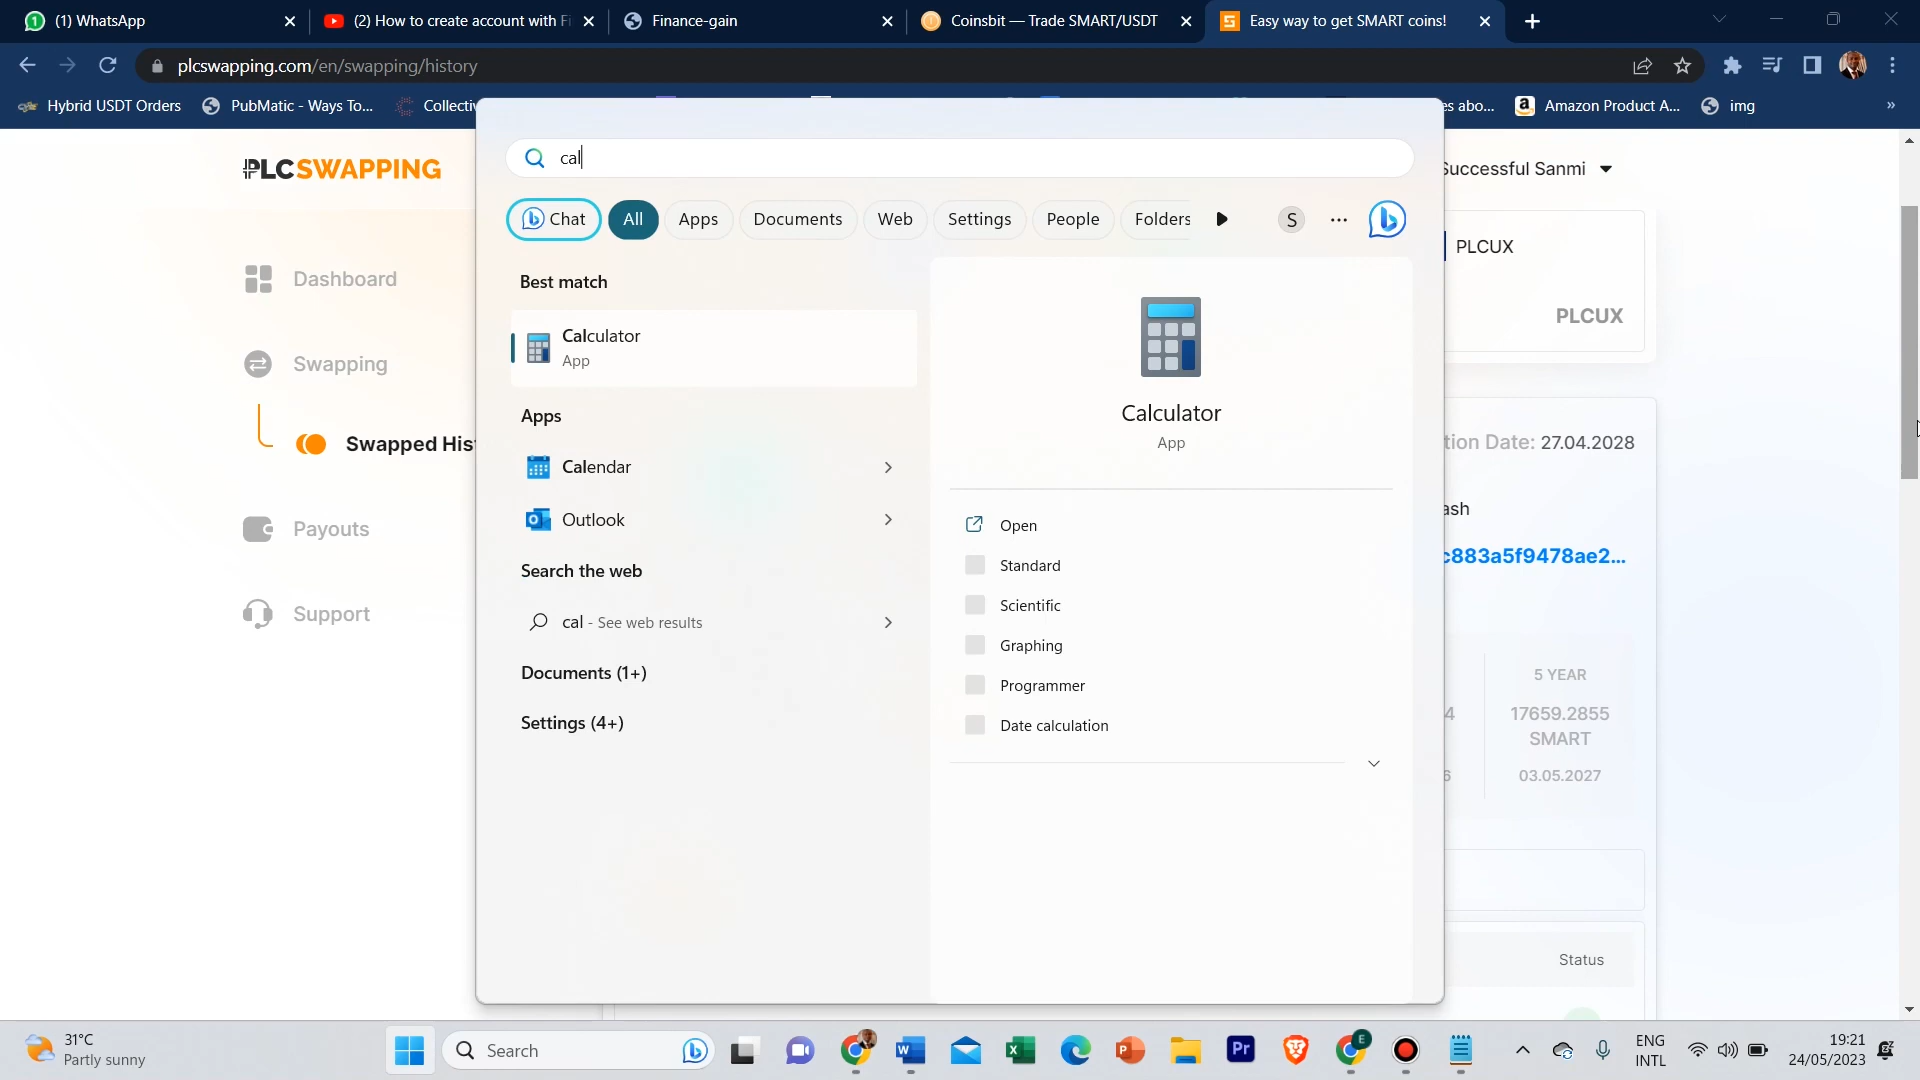 (1) WhatsApp
(2) How to create account with Fi
Finance-gain
Coinsbit — Trade SMART/USDT
Easy way to get SMART coins!
plcswapping.com/en/swapping/history
Hybrid USDT Orders
PubMatic - Ways To...
Collectiv
es abo...
Amazon Product A...
img
PLCSWAPPING
Dashboard
Swapping
Swapped His
Payouts
Support
cal
Chat
All
Apps
Documents
Web
Settings
People
Folders
S
Best match
Calculator
App
Apps
Calendar
Outlook
Search the web
cal - See web results
Documents (1+)
Settings (4+)
Calculator
App
Open
Standard
Scientific
Graphing
Programmer
Date calculation
Successful Sanmi
PLCUX
PLCUX
tion Date: 27.04.2028
ash
c883a5f9478ae2...
4
6
5 YEAR
17659.2855
SMART
03.05.2027
Status
31°C
Partly sunny
Search
ENG
INTL
19:21
24/05/2023